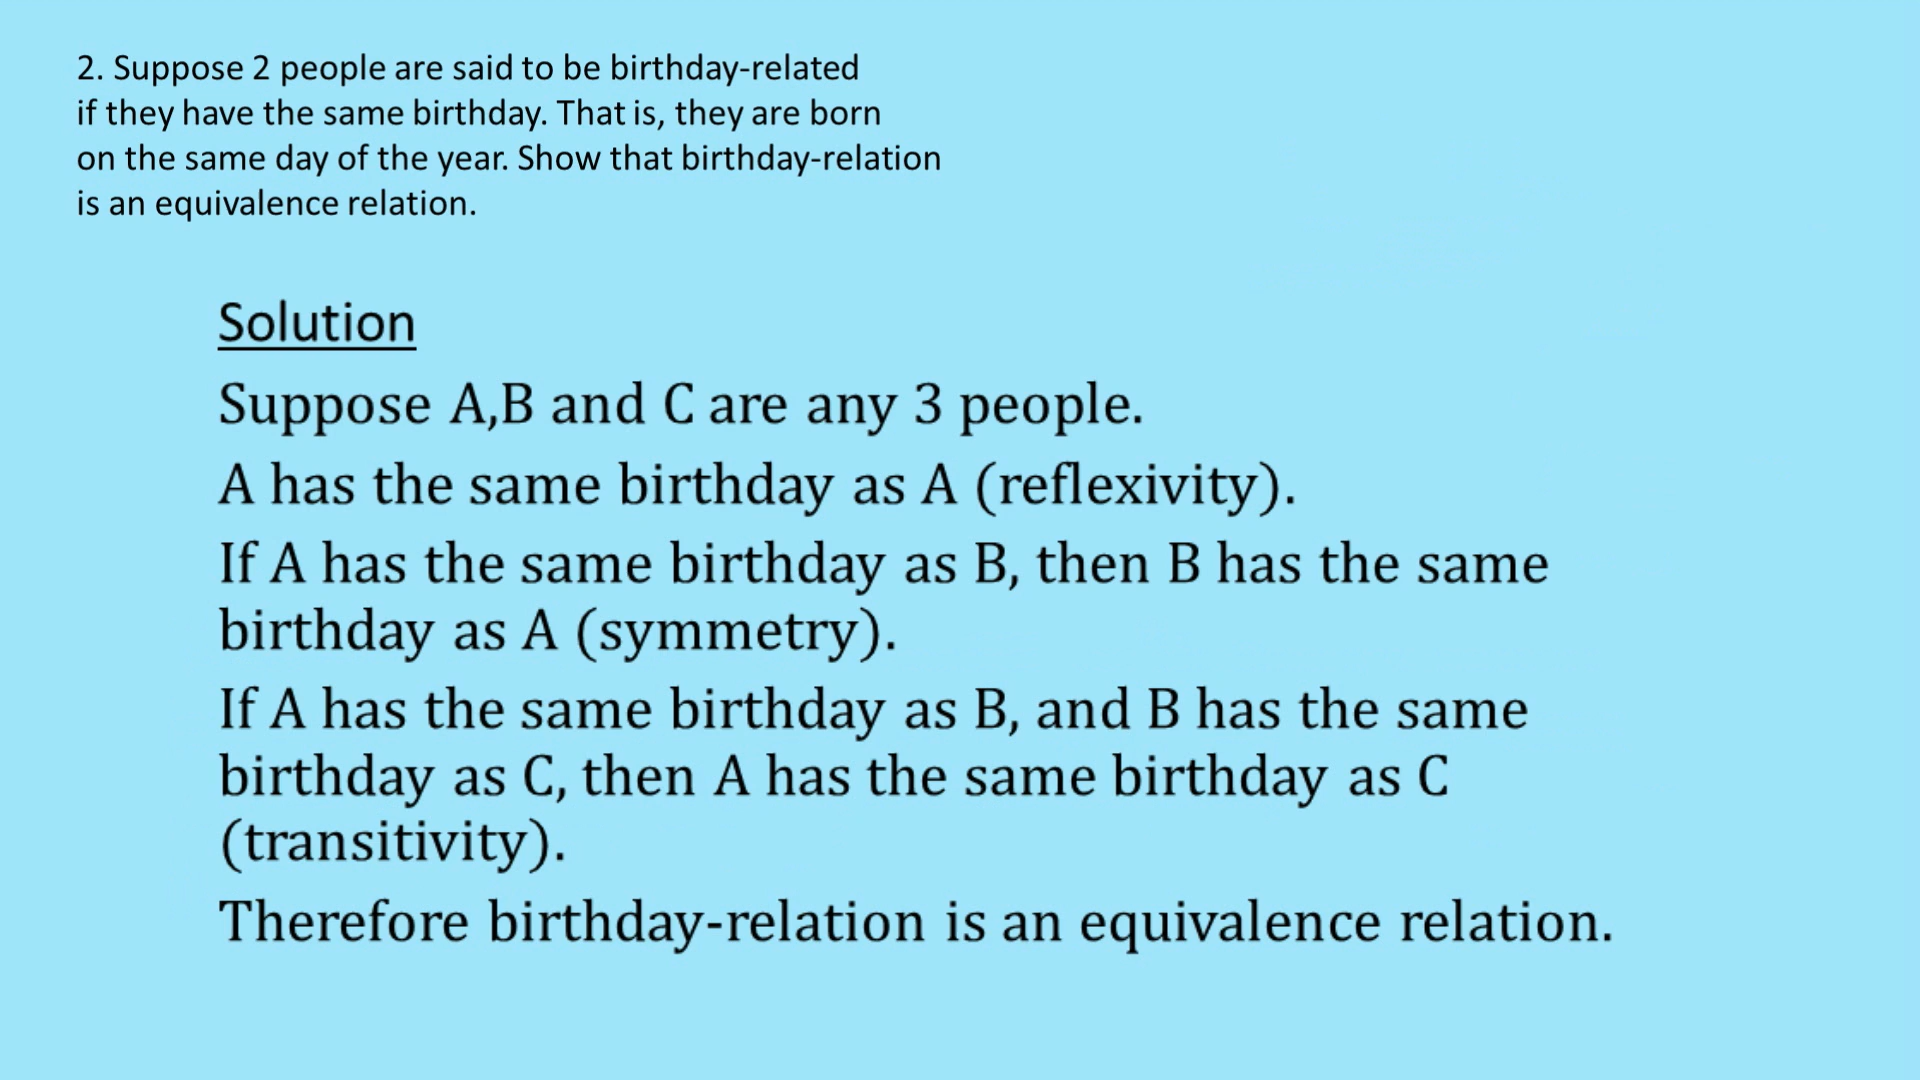 2. Suppose 2 people are said to be birthday-related
if they have the same birthday. That is, they are born
on the same day of the year. Show that birthday-relation
is an equivalence relation.
Solution
Suppose A,B and C are any 3 people.
A has the same birthday as A (reflexivity).
If A has the same birthday as B, then B has the same
birthday as A (symmetry).
If A has the same birthday as B, and B has the same
birthday as C, then A has the same birthday as C
(transitivity).
Therefore birthday-relation is an equivalence relation.